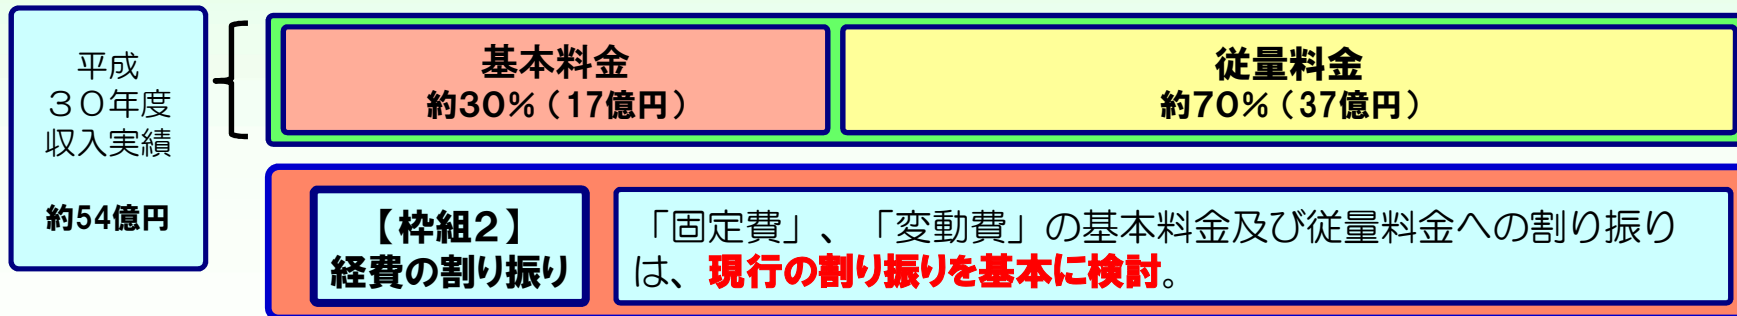 平成
３０年度
収入実績
約54億円
基本料金
約30%（17億円）
従量料金
約70%（37億円）
【枠組2】
経費の割り振り
「固定費」、「変動費」の基本料金及び従量料金への割り振り
は、現行の割り振りを基本に検討。